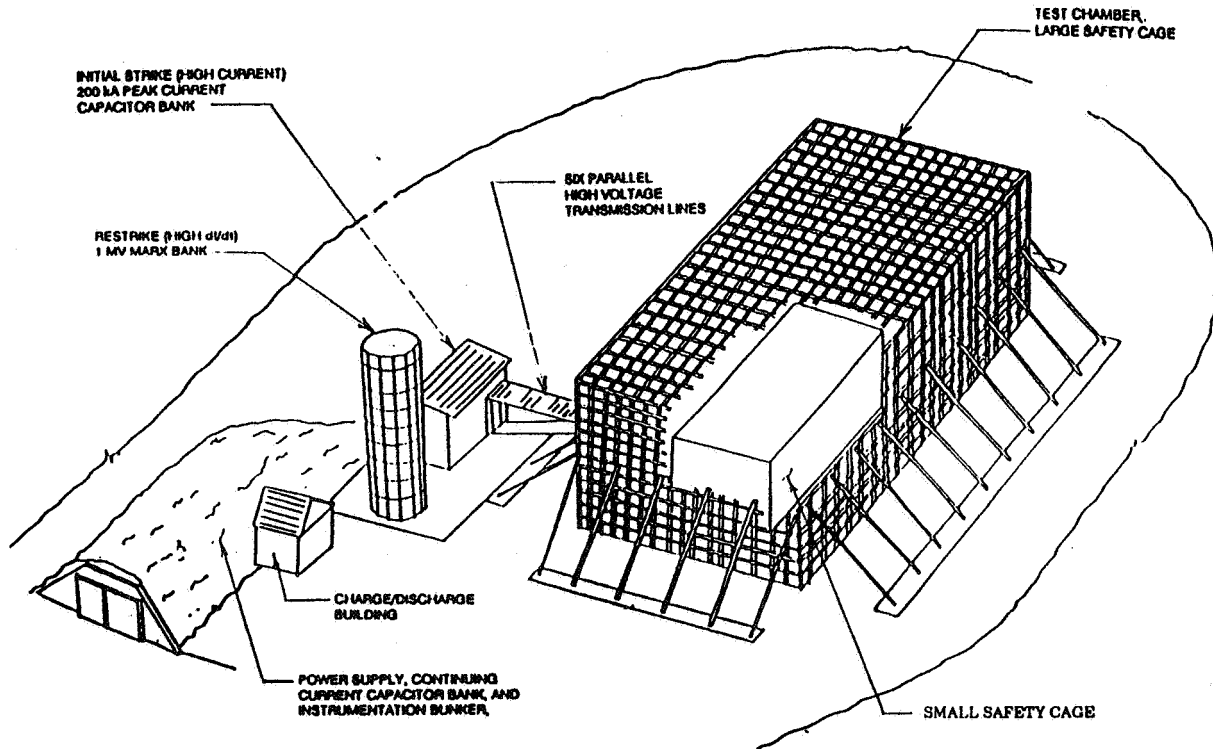 TEST CHAMBER,
LARGE SAFETY CAGE
INITIAL STRIKE (HIGH CURRENT)
200 kA PEAK CURRENT
CAPACITOR BANK
SIX PARALLEL
HIGH VOLTAGE
TRANSMISSION LINES
RESTRIKE (HIGH dI/dt)
1 MV MARX BANK
CHARGE/DISCHARGE
BUILDING
POWER SUPPLY, CONTINUING
CURRENT CAPACITOR BANK, AND
INSTRUMENTATION BUNKER,
SMALL SAFETY CAGE